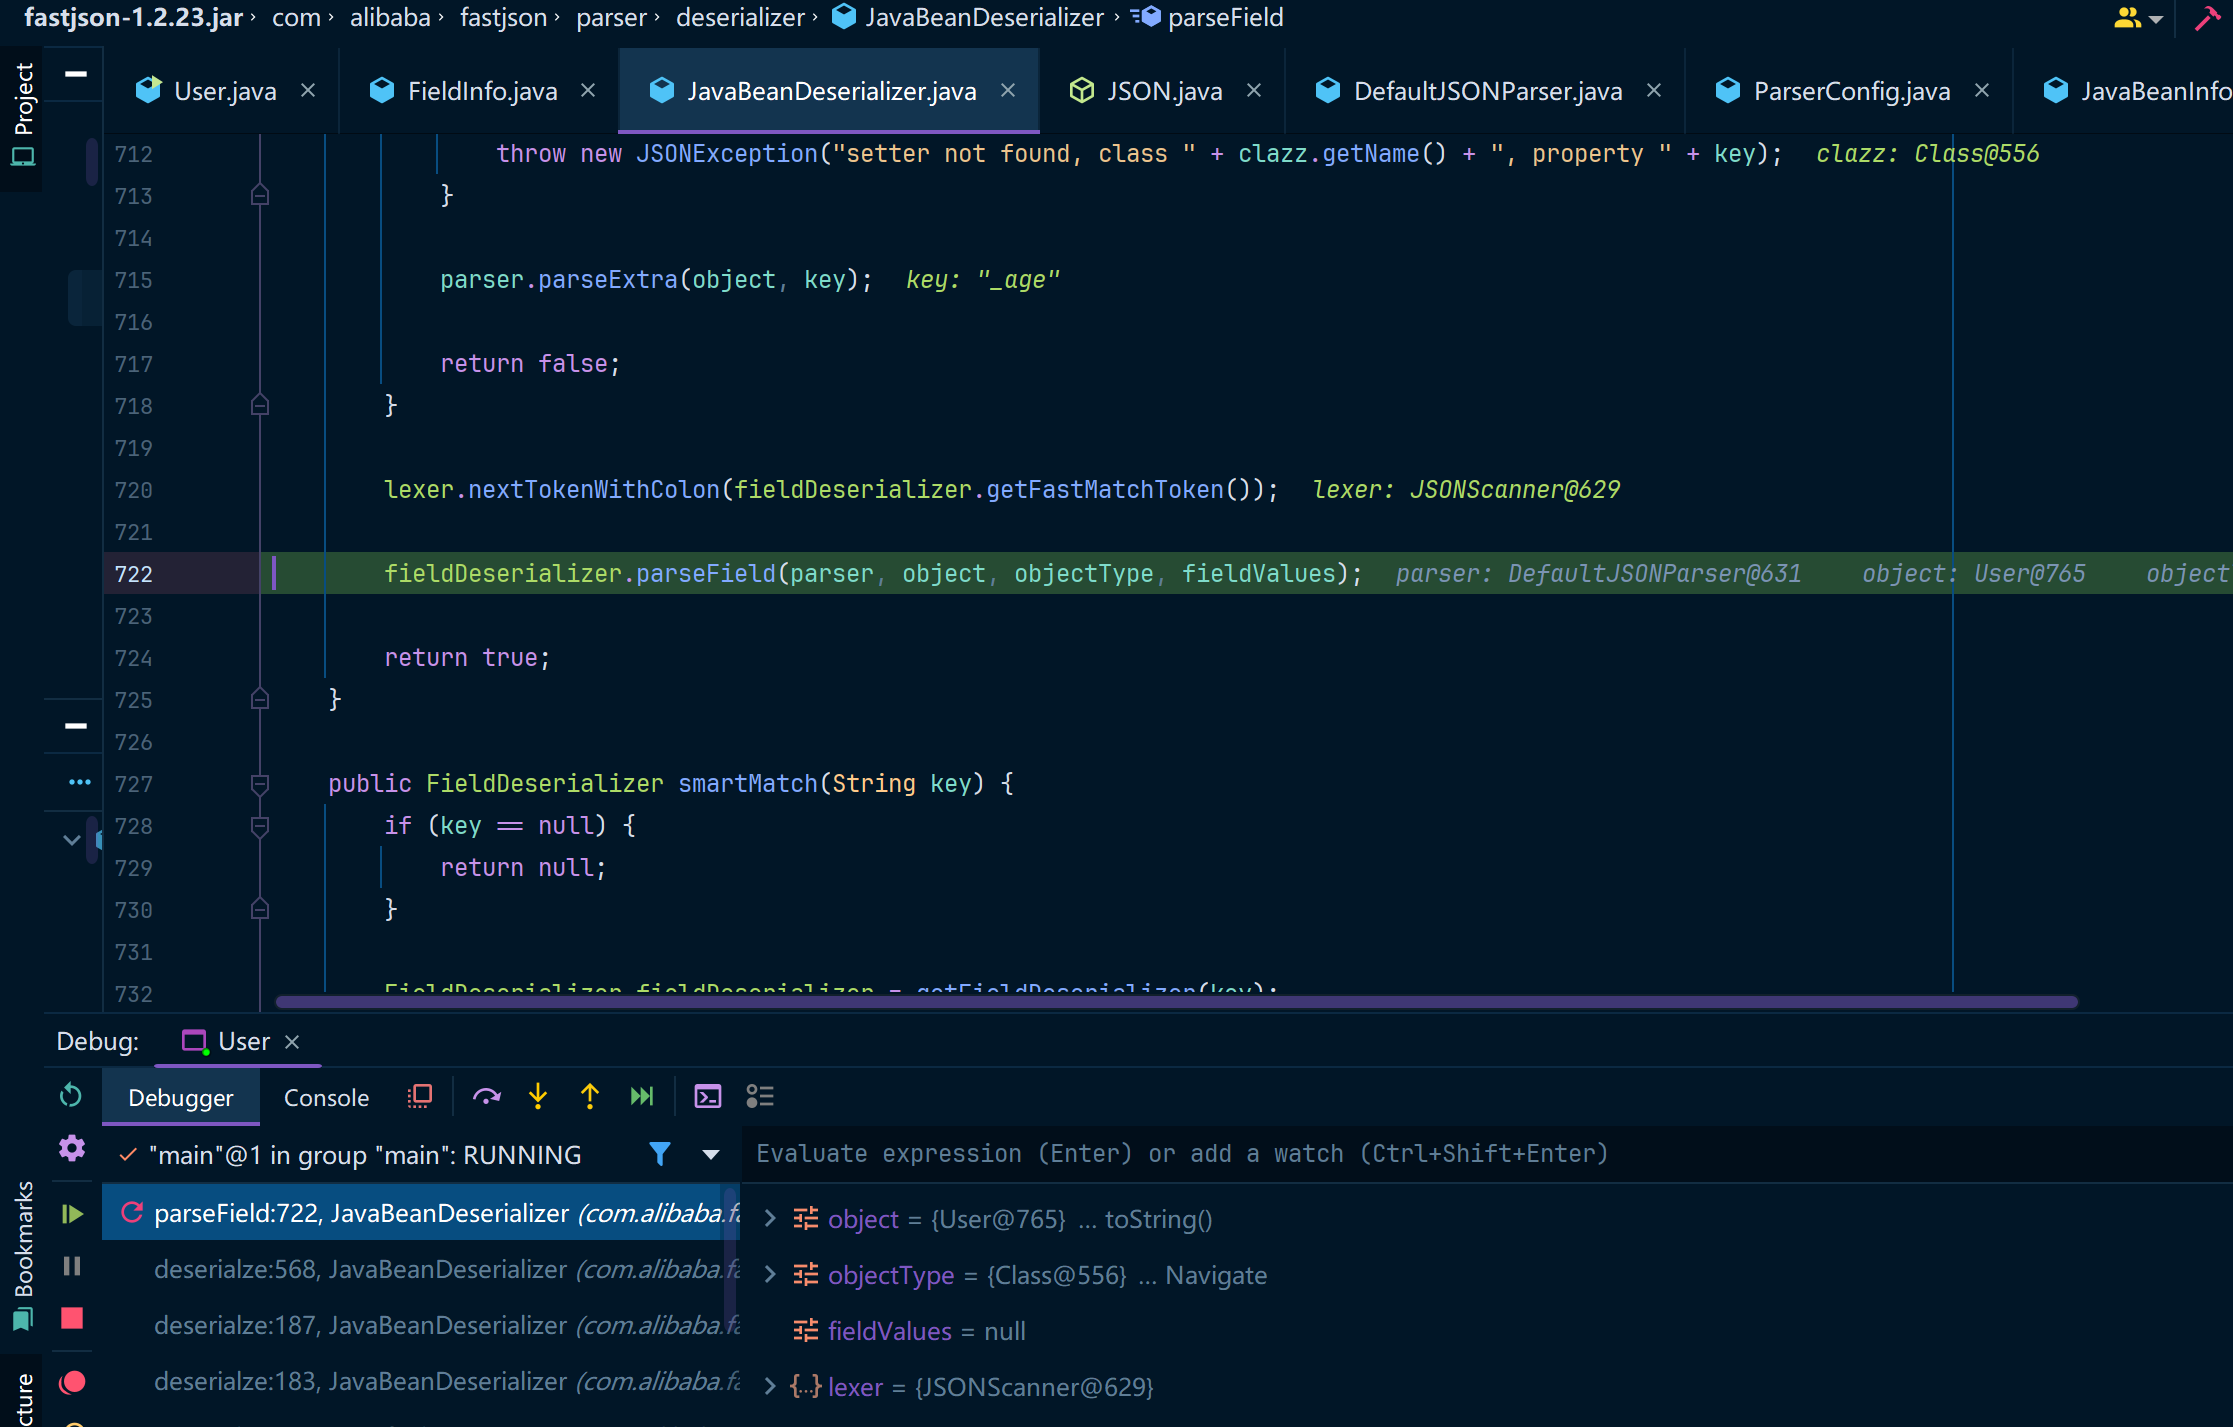 fastjson-1.2.23.jar › com › alibaba › fastjson › parser › deserializer › JavaBeanDeserializer › parseField
Project
User.java FieldInfo.java JavaBeanDeserializer.java JSON.java DefaultJSONParser.java ParserConfig.java JavaBeanInfo
712 throw new JSONException("setter not found, class " + clazz.getName() + ", property " + key); clazz: Class@556
713 }
714
715 parser.parseExtra(object, key); key: "_age"
716
717 return false;
718 }
719
720 lexer.nextTokenWithColon(fieldDeserializer.getFastMatchToken()); lexer: JSONScanner@629
721
722 fieldDeserializer.parseField(parser, object, objectType, fieldValues); parser: DefaultJSONParser@631 object: User@765 object
723
724 return true;
725 }
726
727 public FieldDeserializer smartMatch(String key) {
728 if (key == null) {
729 return null;
730 }
731
732 FieldDeserializer fieldDeserializer = getFieldDeserializer(key);
Debug: User
Debugger Console
"main"@1 in group "main": RUNNING
Evaluate expression (Enter) or add a watch (Ctrl+Shift+Enter)
parseField:722, JavaBeanDeserializer (com.alibaba.fa
deserialze:568, JavaBeanDeserializer (com.alibaba.fa
deserialze:187, JavaBeanDeserializer (com.alibaba.fa
deserialze:183, JavaBeanDeserializer (com.alibaba.fa
object = {User@765} ... toString()
objectType = {Class@556} ... Navigate
fieldValues = null
lexer = {JSONScanner@629}
Bookmarks
cture